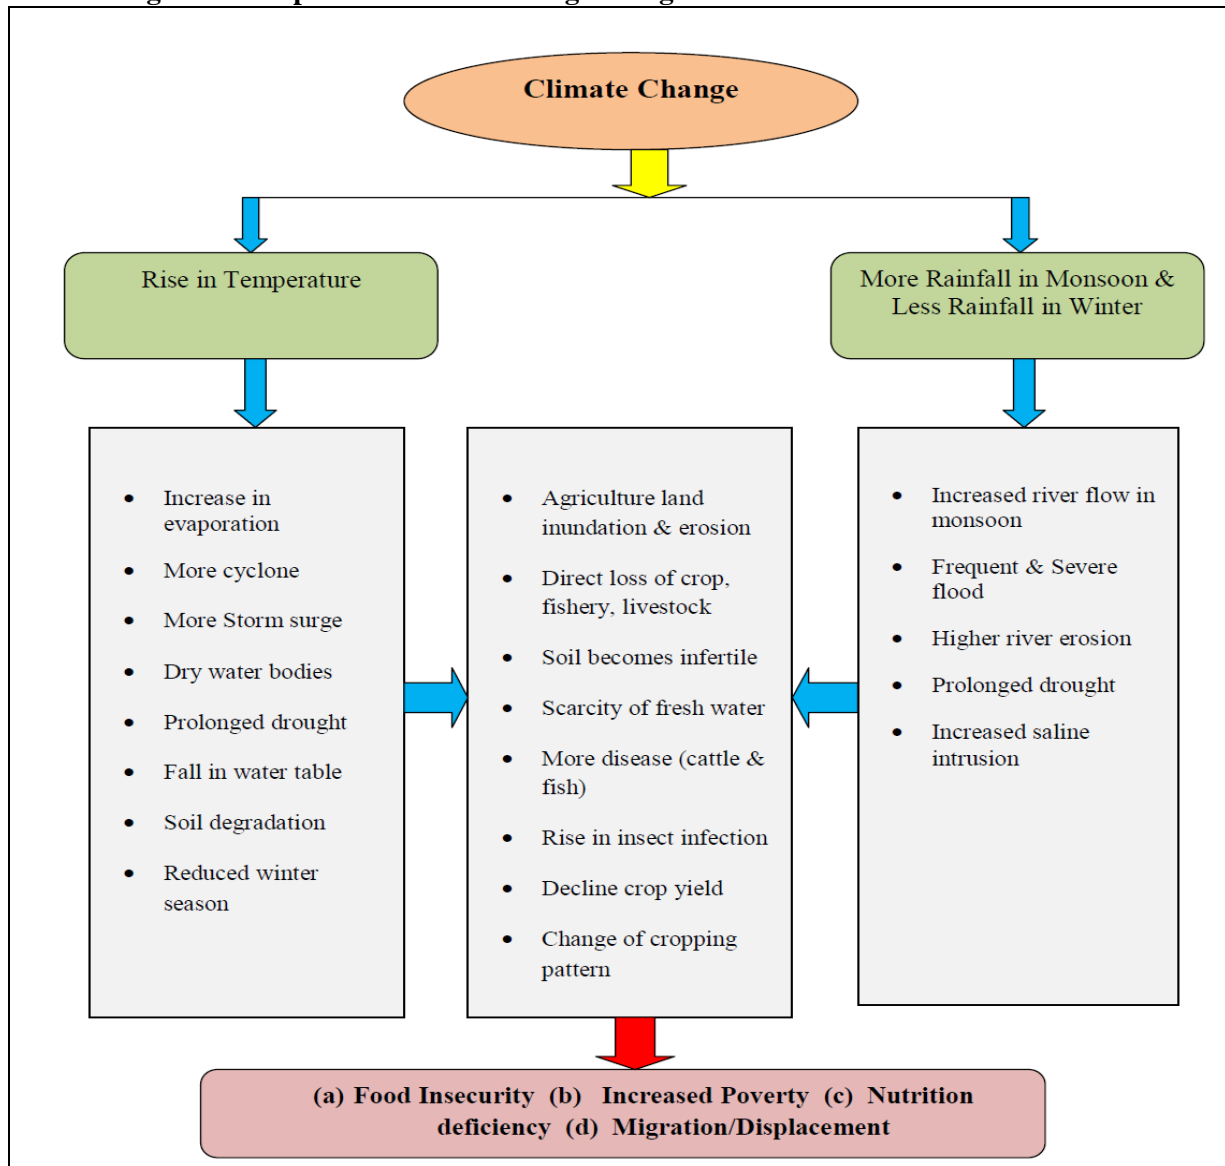 Climate Change
Rise in Temperature
More Rainfall in Monsoon &
Less Rainfall in Winter
• Increase in
evaporation
• More cyclone
• More Storm surge
• Dry water bodies
• Prolonged drought
• Fall in water table
• Soil degradation
• Reduced winter
season
• Agriculture land
inundation & erosion
• Direct loss of crop,
fishery, livestock
• Soil becomes infertile
• Scarcity of fresh water
• More disease (cattle &
fish)
• Rise in insect infection
• Decline crop yield
• Change of cropping
pattern
• Increased river flow in
monsoon
• Frequent & Severe
flood
• Higher river erosion
• Prolonged drought
• Increased saline
intrusion
(a) Food Insecurity (b) Increased Poverty (c) Nutrition
deficiency (d) Migration/Displacement